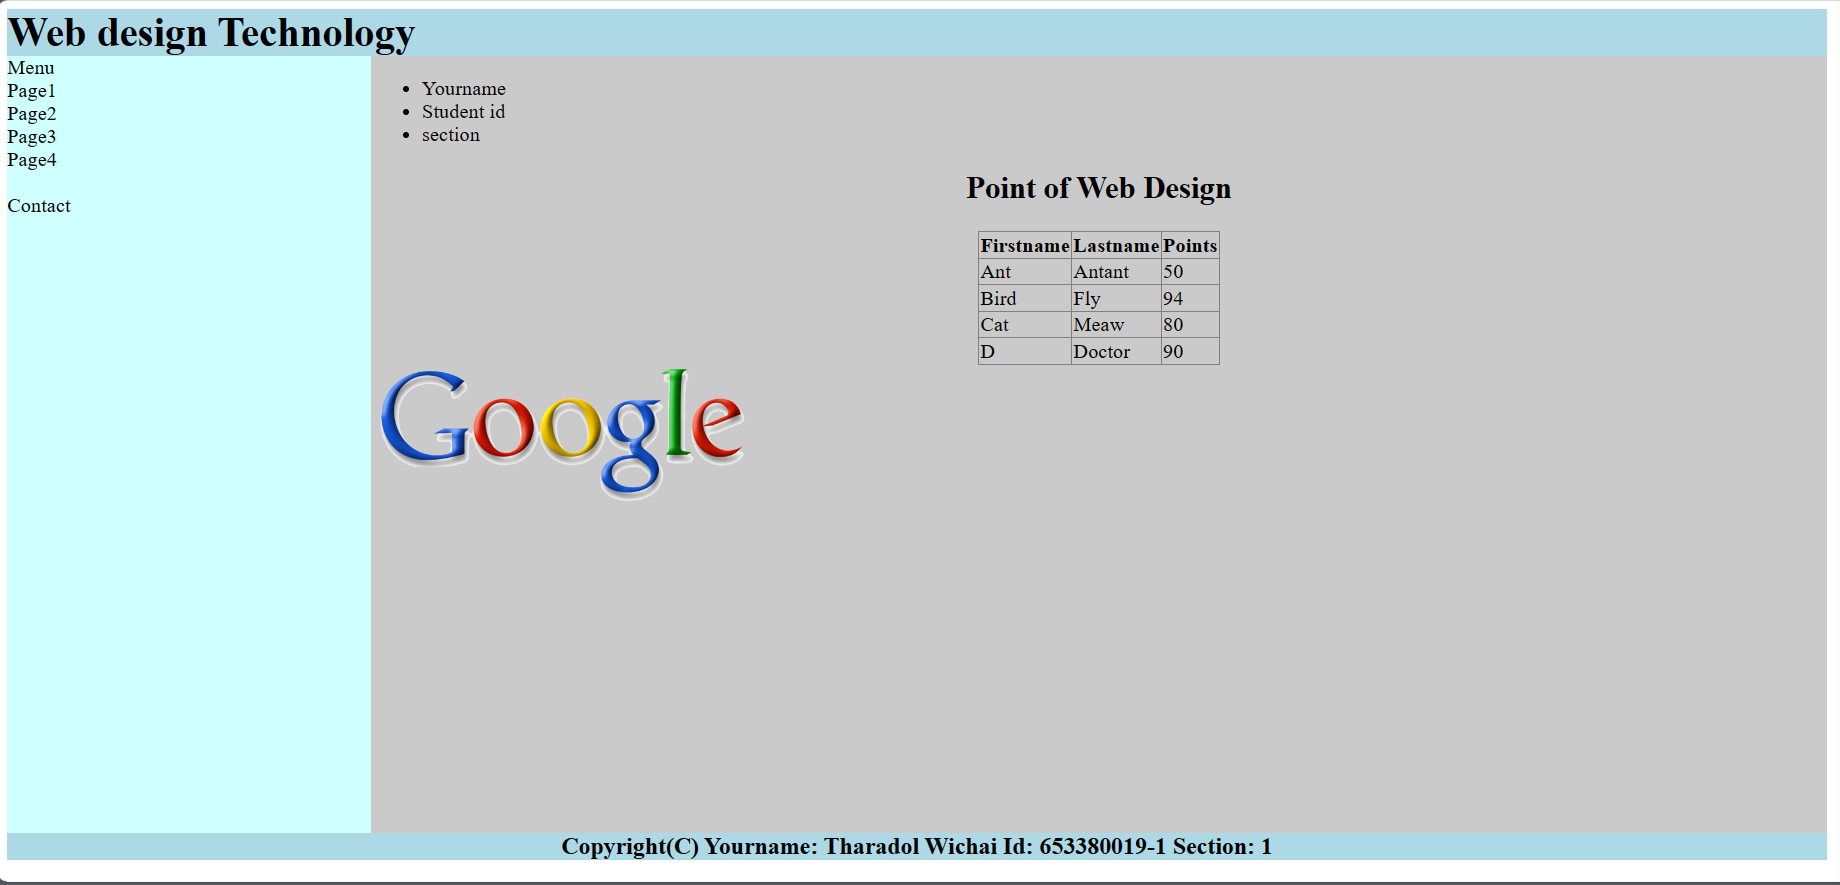 Web design Technology
Menu
Page1
Page2
Page3
Page4
Contact
Yourname
Student id
section
Point of Web Design
Firstname Lastname Points
Ant Antant 50
Bird Fly 94
Cat Meaw 80
D Doctor 90
Google
Copyright(C) Yourname: Tharadol Wichai Id: 653380019-1 Section: 1